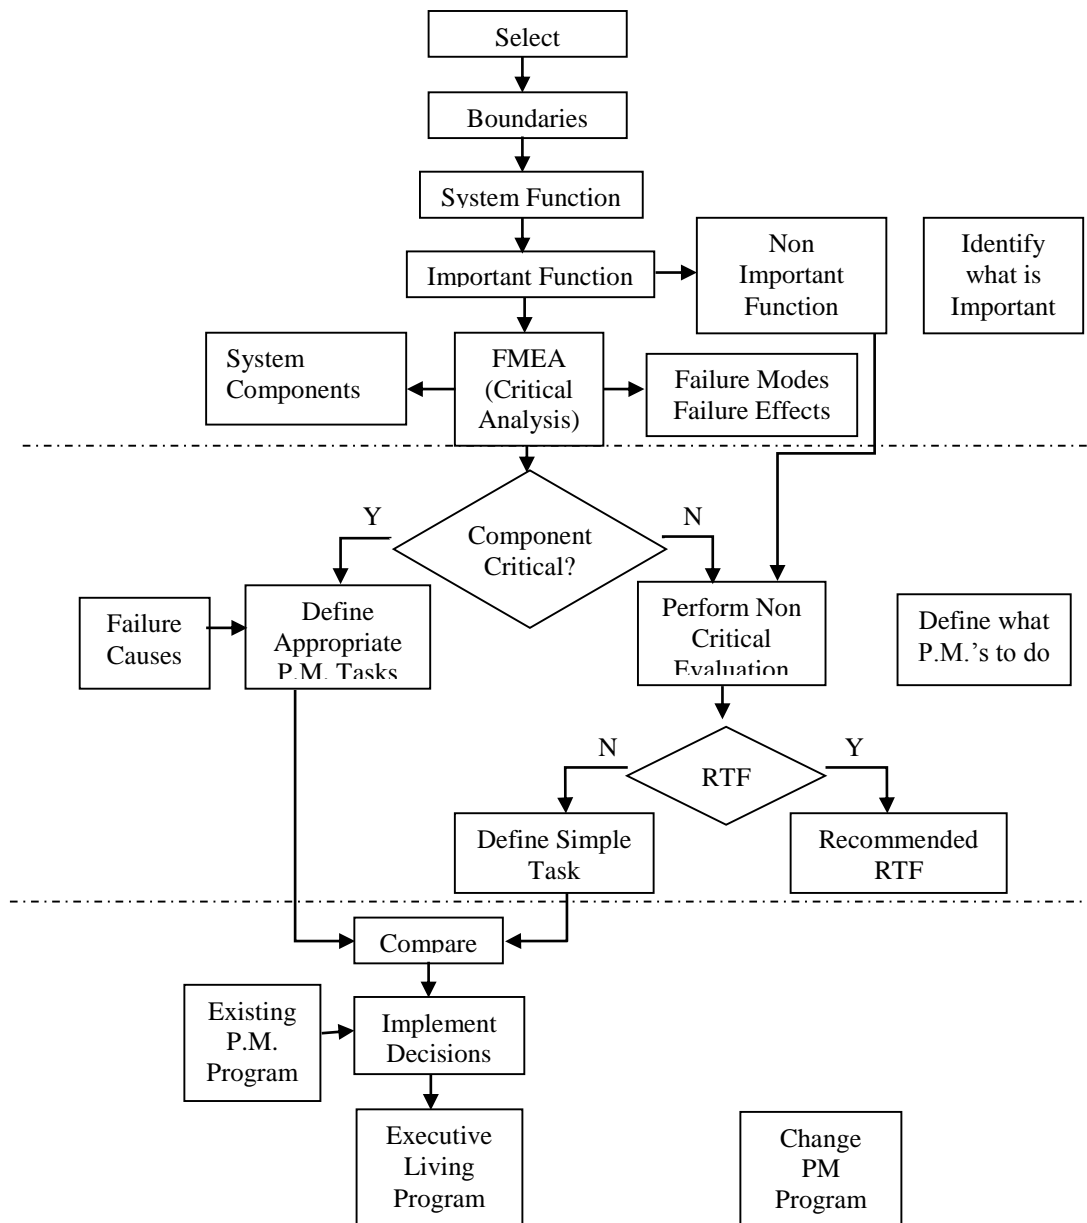 Select
Boundaries
System Function
Important Function
Non
Important
Function
Identify
what is
Important
System
Components
FMEA
(Critical
Analysis)
Failure Modes
Failure Effects
Y
N
Component
Critical?
Failure
Causes
Define
Appropriate
P.M. Tasks
Perform Non
Critical
Evaluation
Define what
P.M.'s to do
N
Y
RTF
Define Simple
Task
Recommended
RTF
Compare
Existing
P.M.
Program
Implement
Decisions
Executive
Living
Program
Change
PM
Program